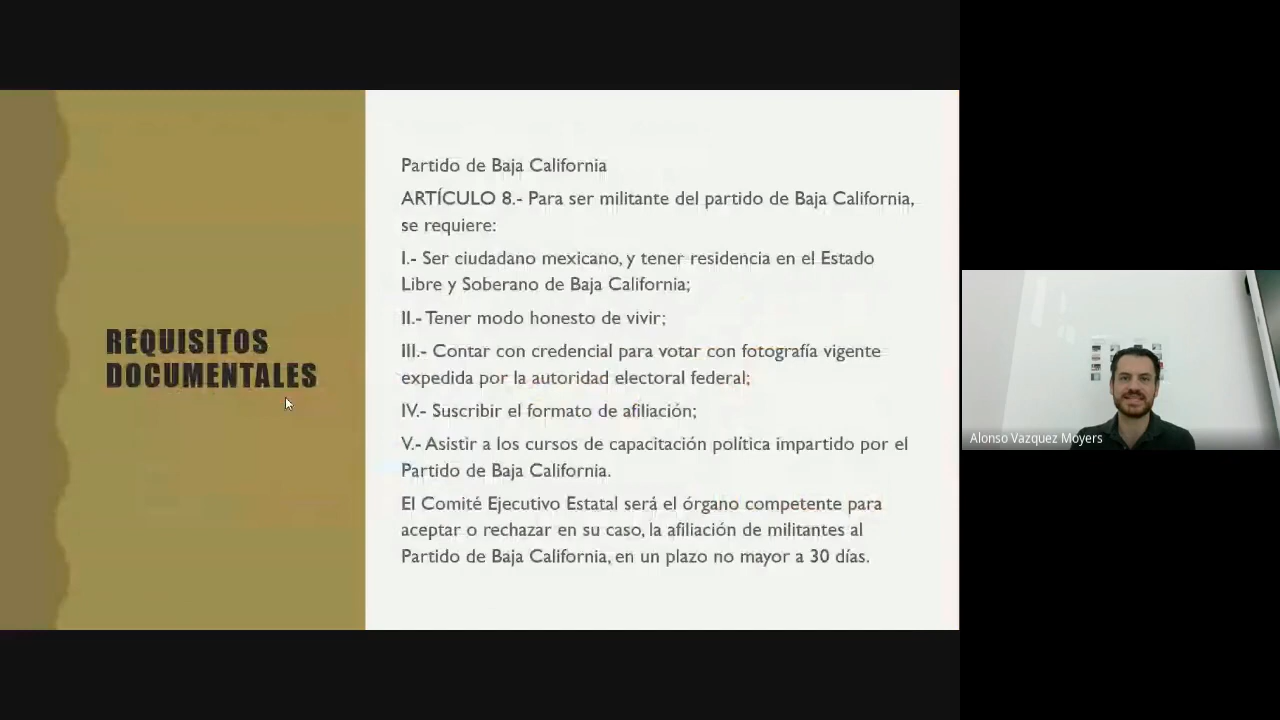 REQUISITOS
DOCUMENTALES
Partido de Baja California
ARTÍCULO 8.- Para ser militante del partido de Baja California,
se requiere:
I.- Ser ciudadano mexicano, y tener residencia en el Estado
Libre y Soberano de Baja California;
II.- Tener modo honesto de vivir;
III.- Contar con credencial para votar con fotografía vigente
expedida por la autoridad electoral federal;
IV.- Suscribir el formato de afiliación;
V.- Asistir a los cursos de capacitación política impartido por el
Partido de Baja California.
El Comité Ejecutivo Estatal será el órgano competente para
aceptar o rechazar en su caso, la afiliación de militantes al
Partido de Baja California, en un plazo no mayor a 30 días.
Alonso Vazquez Moyers